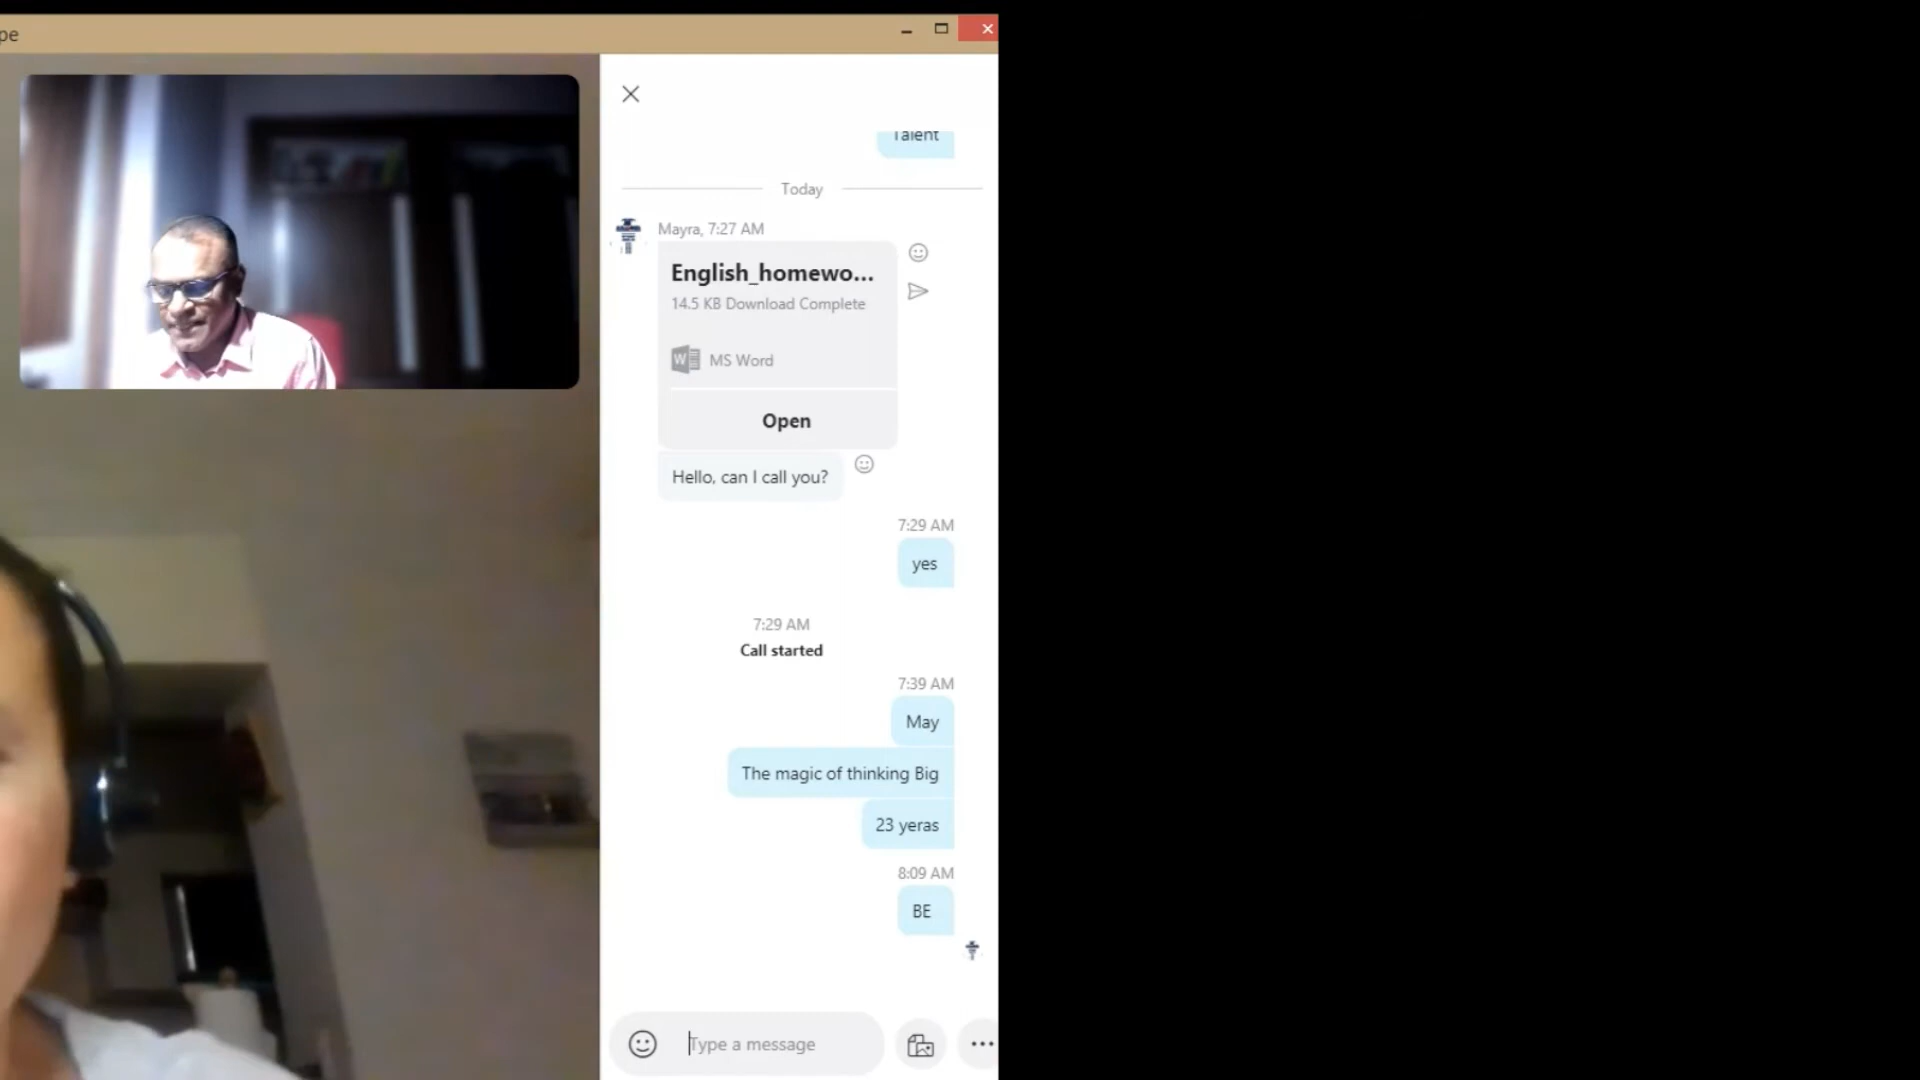 pe
Talent
Today
Mayra, 7:27 AM
English_homewo...
14.5 KB Download Complete
MS Word
Open
Hello, can I call you?
7:29 AM
yes
7:29 AM
Call started
7:39 AM
May
The magic of thinking Big
23 yeras
8:09 AM
BE
Type a message